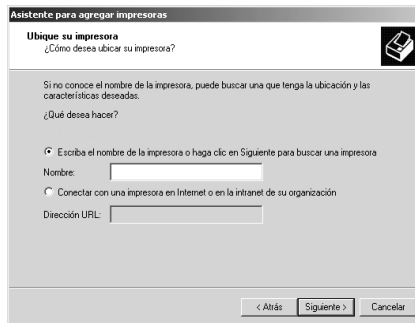 Asistente para agregar impresoras
Ubique su impresora
¿Cómo desea ubicar su impresora?
Si no conoce el nombre de la impresora, puede buscar una que tenga la ubicación y las
características deseadas.
¿Qué desea hacer?
Escriba el nombre de la impresora o haga clic en Siguiente para buscar una impresora
Nombre:
Conectar con una impresora en Internet o en la intranet de su organización
Dirección URL:
< Atrás Siguiente > Cancelar